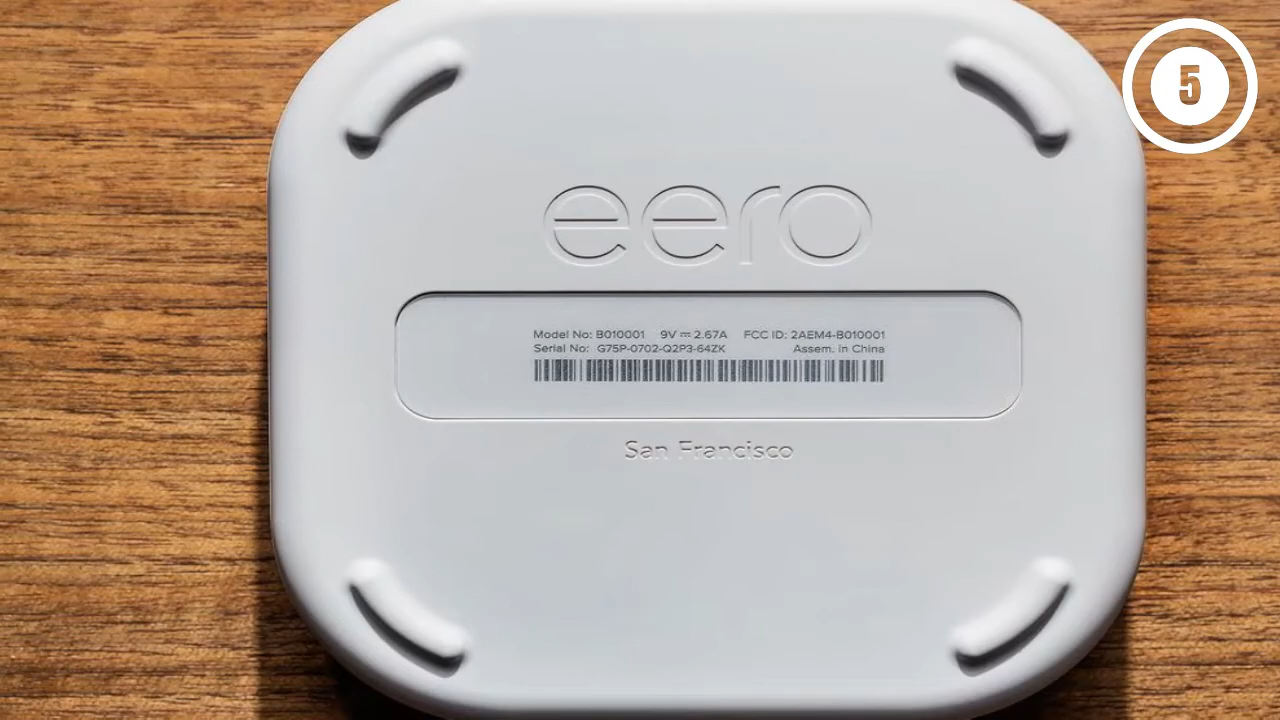 5
eero
Model No: B010001 9V ⎓ 2.67A FCC ID: 2AEM4-B010001
Serial No: G75P-0702-Q2P3-64ZK Assem. in China
San Francisco